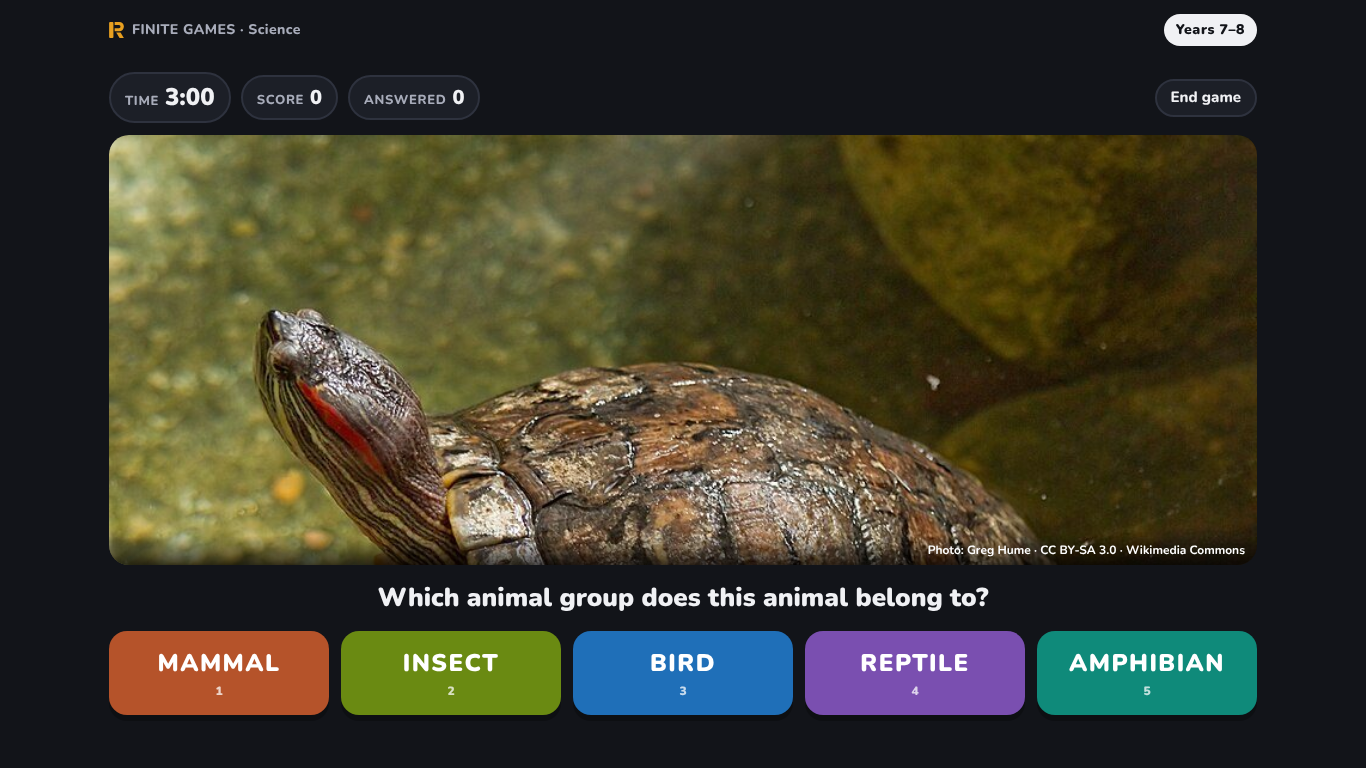 FINITE GAMES · Science
Years 7–8
TIME 3:00
SCORE 0
ANSWERED 0
End game
Photo: Greg Hume · CC BY-SA 3.0 · Wikimedia Commons
Which animal group does this animal belong to?
MAMMAL
1
INSECT
2
BIRD
3
REPTILE
4
AMPHIBIAN
5